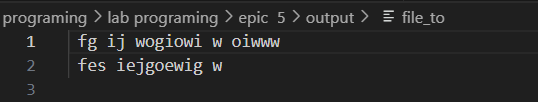 programing > lab programing > epic 5 > output > file_to
1 fg ij wogiowi w oiwww
2 fes iejgoewig w
3